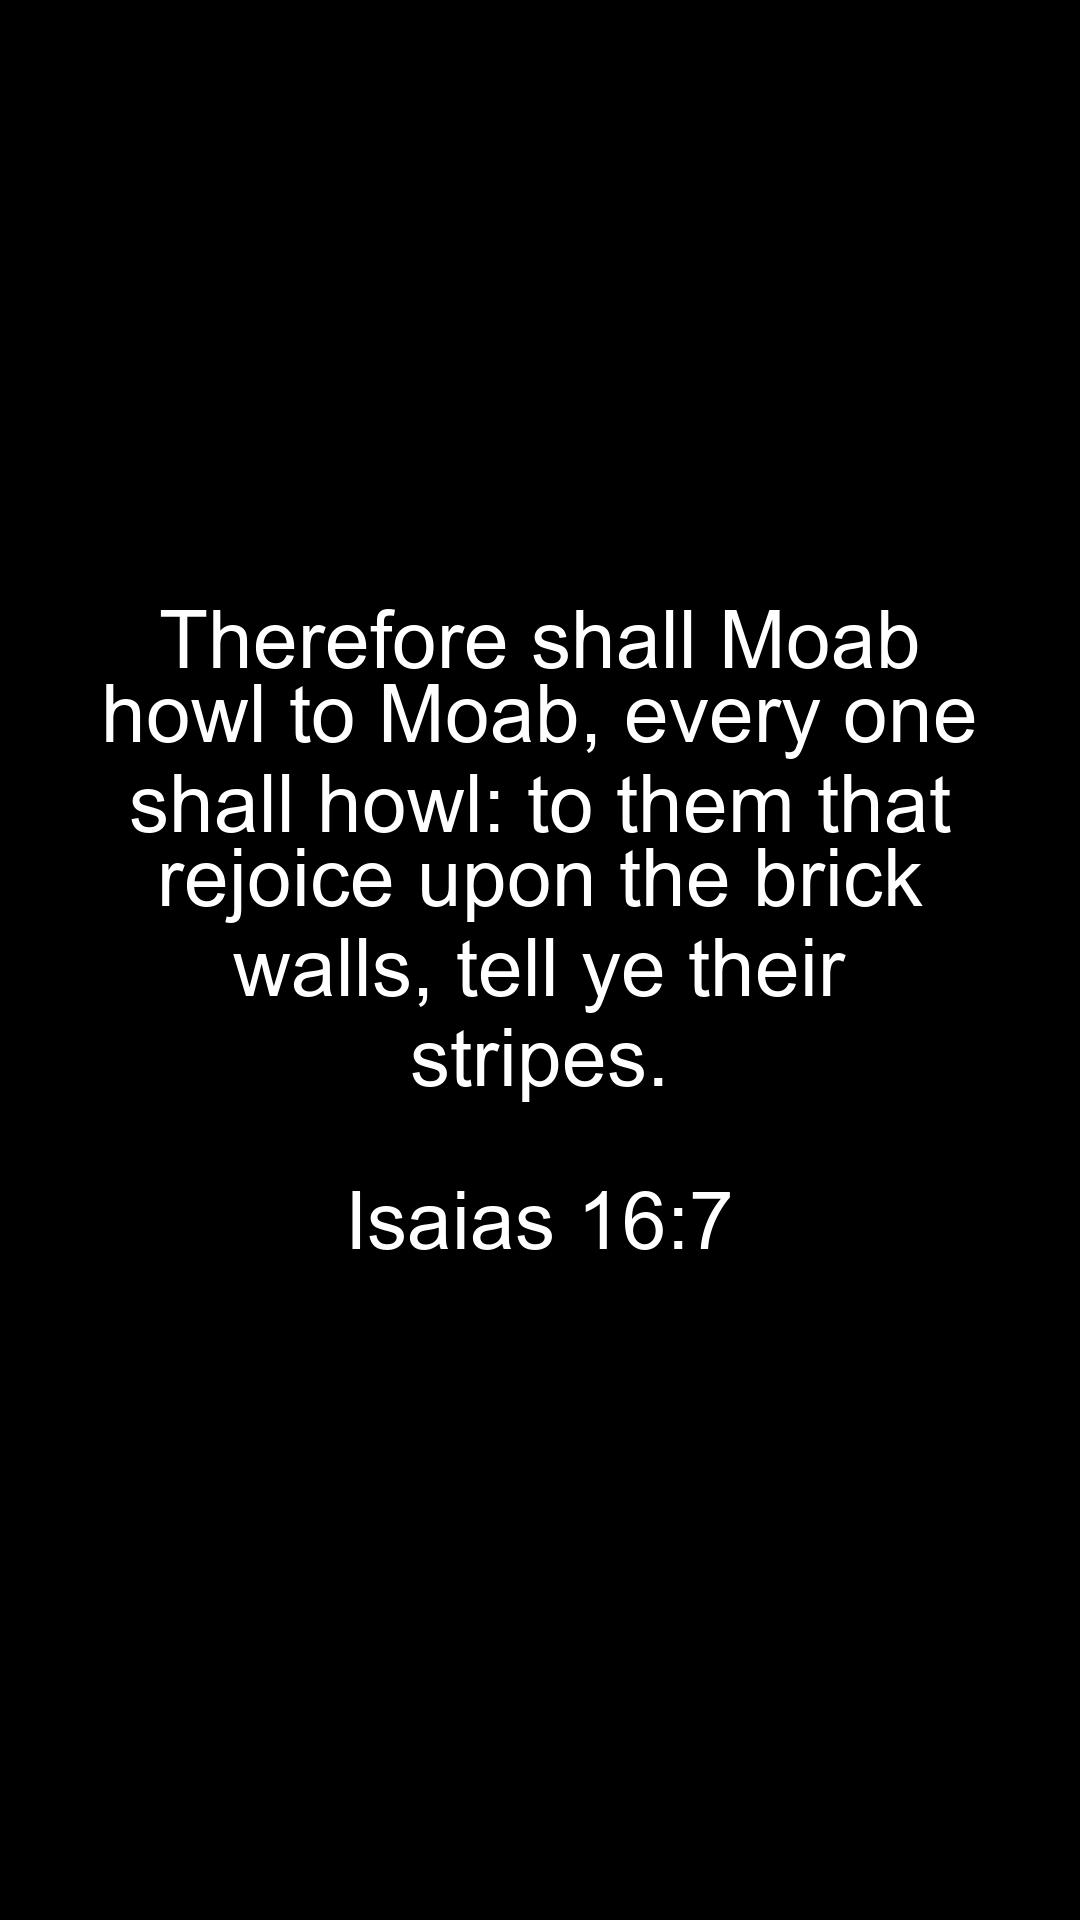 Therefore shall Moab
howl to Moab, every one
shall howl: to them that
rejoice upon the brick
walls, tell ye their
stripes.
Isaias 16:7